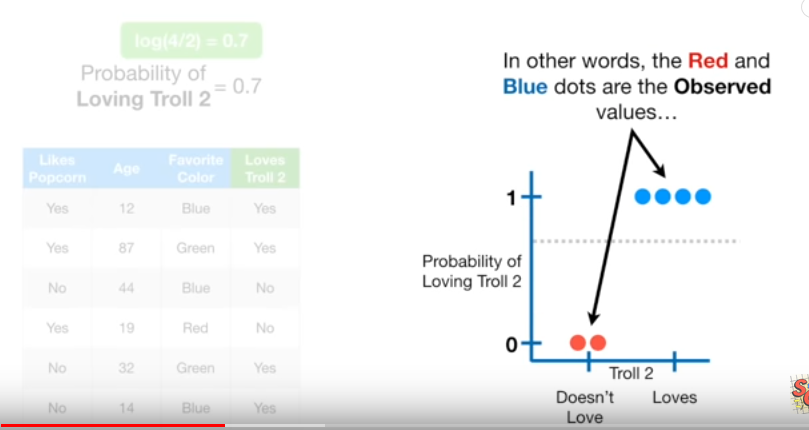 log(4/2) = 0.7
Probability of
Loving Troll 2 = 0.7
Likes Popcorn Age Favorite Color Loves Troll 2
Yes 12 Blue Yes
Yes 87 Green Yes
No 44 Blue No
Yes 19 Red No
No 32 Green Yes
No 14 Blue Yes
In other words, the Red and
Blue dots are the Observed
values…
1
Probability of
Loving Troll 2
0
Troll 2
Doesn't
Love
Loves